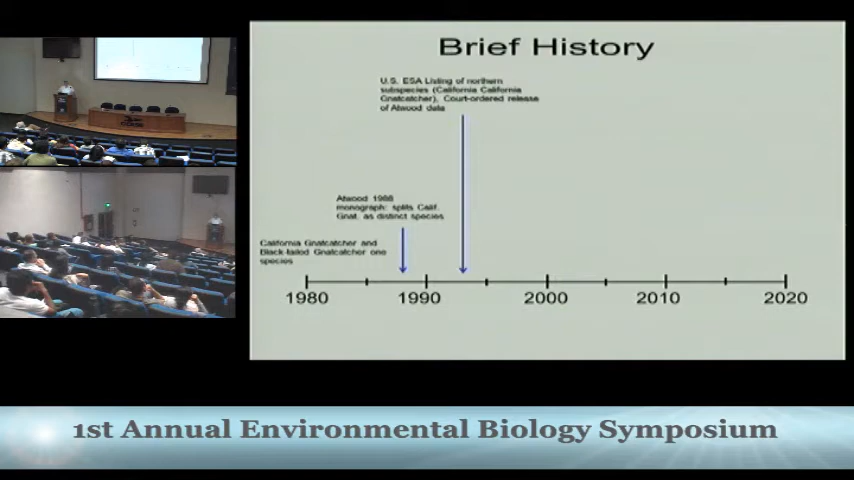 Brief History
U.S. ESA Listing of northern
subspecies (California California
Gnatcatcher), Court-ordered release
of Atwood data
Atwood 1988
monograph: splits Calif.
Gnat. as distinct species
California Gnatcatcher and
Black-tailed Gnatcatcher one
species
1980 1990 2000 2010 2020
1st Annual Environmental Biology Symposium